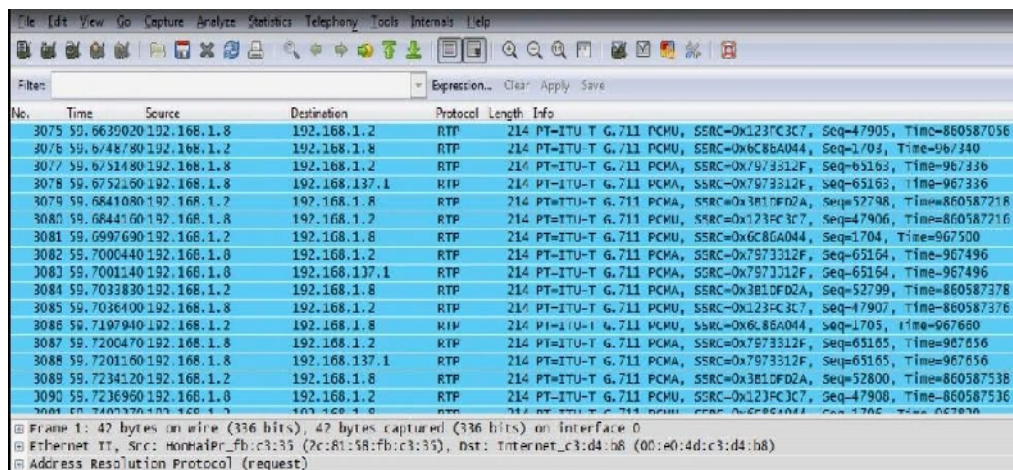 File Edit View Go Capture Analyze Statistics Telephony Tools Internals Help
Filter: Expression... Clear Apply Save
No. Time Source Destination Protocol Length Info
3075 59.6639020 192.168.1.8 192.168.1.2 RTP 214 PT=ITU-T G.711 PCMU, SSRC=0x123FC3C7, Seq=47905, Time=860587056
3076 59.6748780 192.168.1.2 192.168.1.8 RTP 214 PT=ITU-T G.711 PCMU, SSRC=0x6C86A044, Seq=1703, Time=967340
3077 59.6751480 192.168.1.8 192.168.1.2 RTP 214 PT=ITU-T G.711 PCMA, SSRC=0x7973312F, Seq=65163, Time=967336
3078 59.6752160 192.168.1.8 192.168.137.1 RTP 214 PT=ITU-T G.711 PCMA, SSRC=0x7973312F, Seq=65163, Time=967336
3079 59.6841080 192.168.1.2 192.168.1.8 RTP 214 PT=ITU-T G.711 PCMA, SSRC=0x3B1DFD2A, Seq=52798, Time=860587218
3080 59.6844160 192.168.1.8 192.168.1.2 RTP 214 PT=ITU-T G.711 PCMU, SSRC=0x123FC3C7, Seq=47906, Time=860587216
3081 59.6997690 192.168.1.2 192.168.1.8 RTP 214 PT=ITU-T G.711 PCMU, SSRC=0x6C86A044, Seq=1704, Time=967500
3082 59.7000440 192.168.1.8 192.168.1.2 RTP 214 PT=ITU-T G.711 PCMA, SSRC=0x7973312F, Seq=65164, Time=967496
3083 59.7001140 192.168.1.8 192.168.137.1 RTP 214 PT=ITU-T G.711 PCMA, SSRC=0x7973312F, Seq=65164, Time=967496
3084 59.7033830 192.168.1.2 192.168.1.8 RTP 214 PT=ITU-T G.711 PCMA, SSRC=0x3B1DFD2A, Seq=52799, Time=860587378
3085 59.7036400 192.168.1.8 192.168.1.2 RTP 214 PT=ITU-T G.711 PCMU, SSRC=0x123FC3C7, Seq=47907, Time=860587376
3086 59.7197940 192.168.1.2 192.168.1.8 RTP 214 PT=ITU-T G.711 PCMU, SSRC=0x6C86A044, Seq=1705, Time=967660
3087 59.7200470 192.168.1.8 192.168.1.2 RTP 214 PT=ITU-T G.711 PCMA, SSRC=0x7973312F, Seq=65165, Time=967656
3088 59.7201160 192.168.1.8 192.168.137.1 RTP 214 PT=ITU-T G.711 PCMA, SSRC=0x7973312F, Seq=65165, Time=967656
3089 59.7234120 192.168.1.2 192.168.1.8 RTP 214 PT=ITU-T G.711 PCMA, SSRC=0x3B1DFD2A, Seq=52800, Time=860587538
3090 59.7236960 192.168.1.8 192.168.1.2 RTP 214 PT=ITU-T G.711 PCMU, SSRC=0x123FC3C7, Seq=47908, Time=860587536
Frame 1: 42 bytes on wire (336 bits), 42 bytes captured (336 bits) on interface 0
Ethernet II, Src: HonHaiPr_fb:c3:35 (2c:81:58:fb:c3:35), Dst: Internet_c3:d4:b8 (00:e0:4d:c3:d4:b8)
Address Resolution Protocol (request)